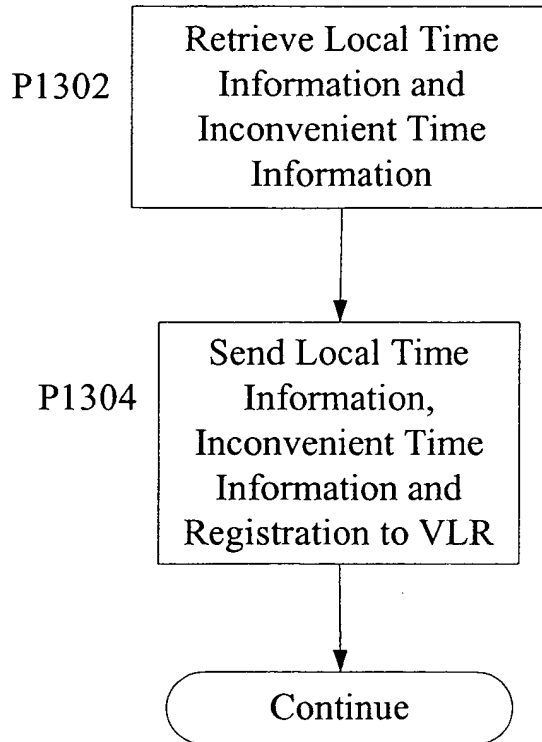 P1302
Retrieve Local Time
Information and
Inconvenient Time
Information
P1304
Send Local Time
Information,
Inconvenient Time
Information and
Registration to VLR
Continue